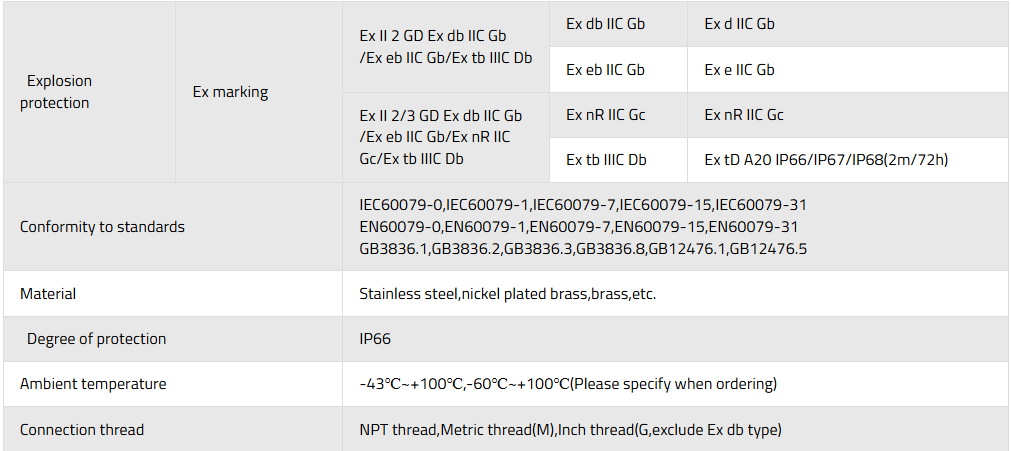 Explosion
protection
Ex marking
Ex II 2 GD Ex db IIC Gb
/Ex eb IIC Gb/Ex tb IIIC Db
Ex db IIC Gb
Ex d IIC Gb
Ex eb IIC Gb
Ex e IIC Gb
Ex II 2/3 GD Ex db IIC Gb
/Ex eb IIC Gb/Ex nR IIC
Gc/Ex tb IIIC Db
Ex nR IIC Gc
Ex nR IIC Gc
Ex tb IIIC Db
Ex tD A20 IP66/IP67/IP68(2m/72h)
Conformity to standards
IEC60079-0,IEC60079-1,IEC60079-7,IEC60079-15,IEC60079-31
EN60079-0,EN60079-1,EN60079-7,EN60079-15,EN60079-31
GB3836.1,GB3836.2,GB3836.3,GB3836.8,GB12476.1,GB12476.5
Material
Stainless steel,nickel plated brass,brass,etc.
Degree of protection
IP66
Ambient temperature
-43℃~+100℃,-60℃~+100℃(Please specify when ordering)
Connection thread
NPT thread,Metric thread(M),Inch thread(G,exclude Ex db type)